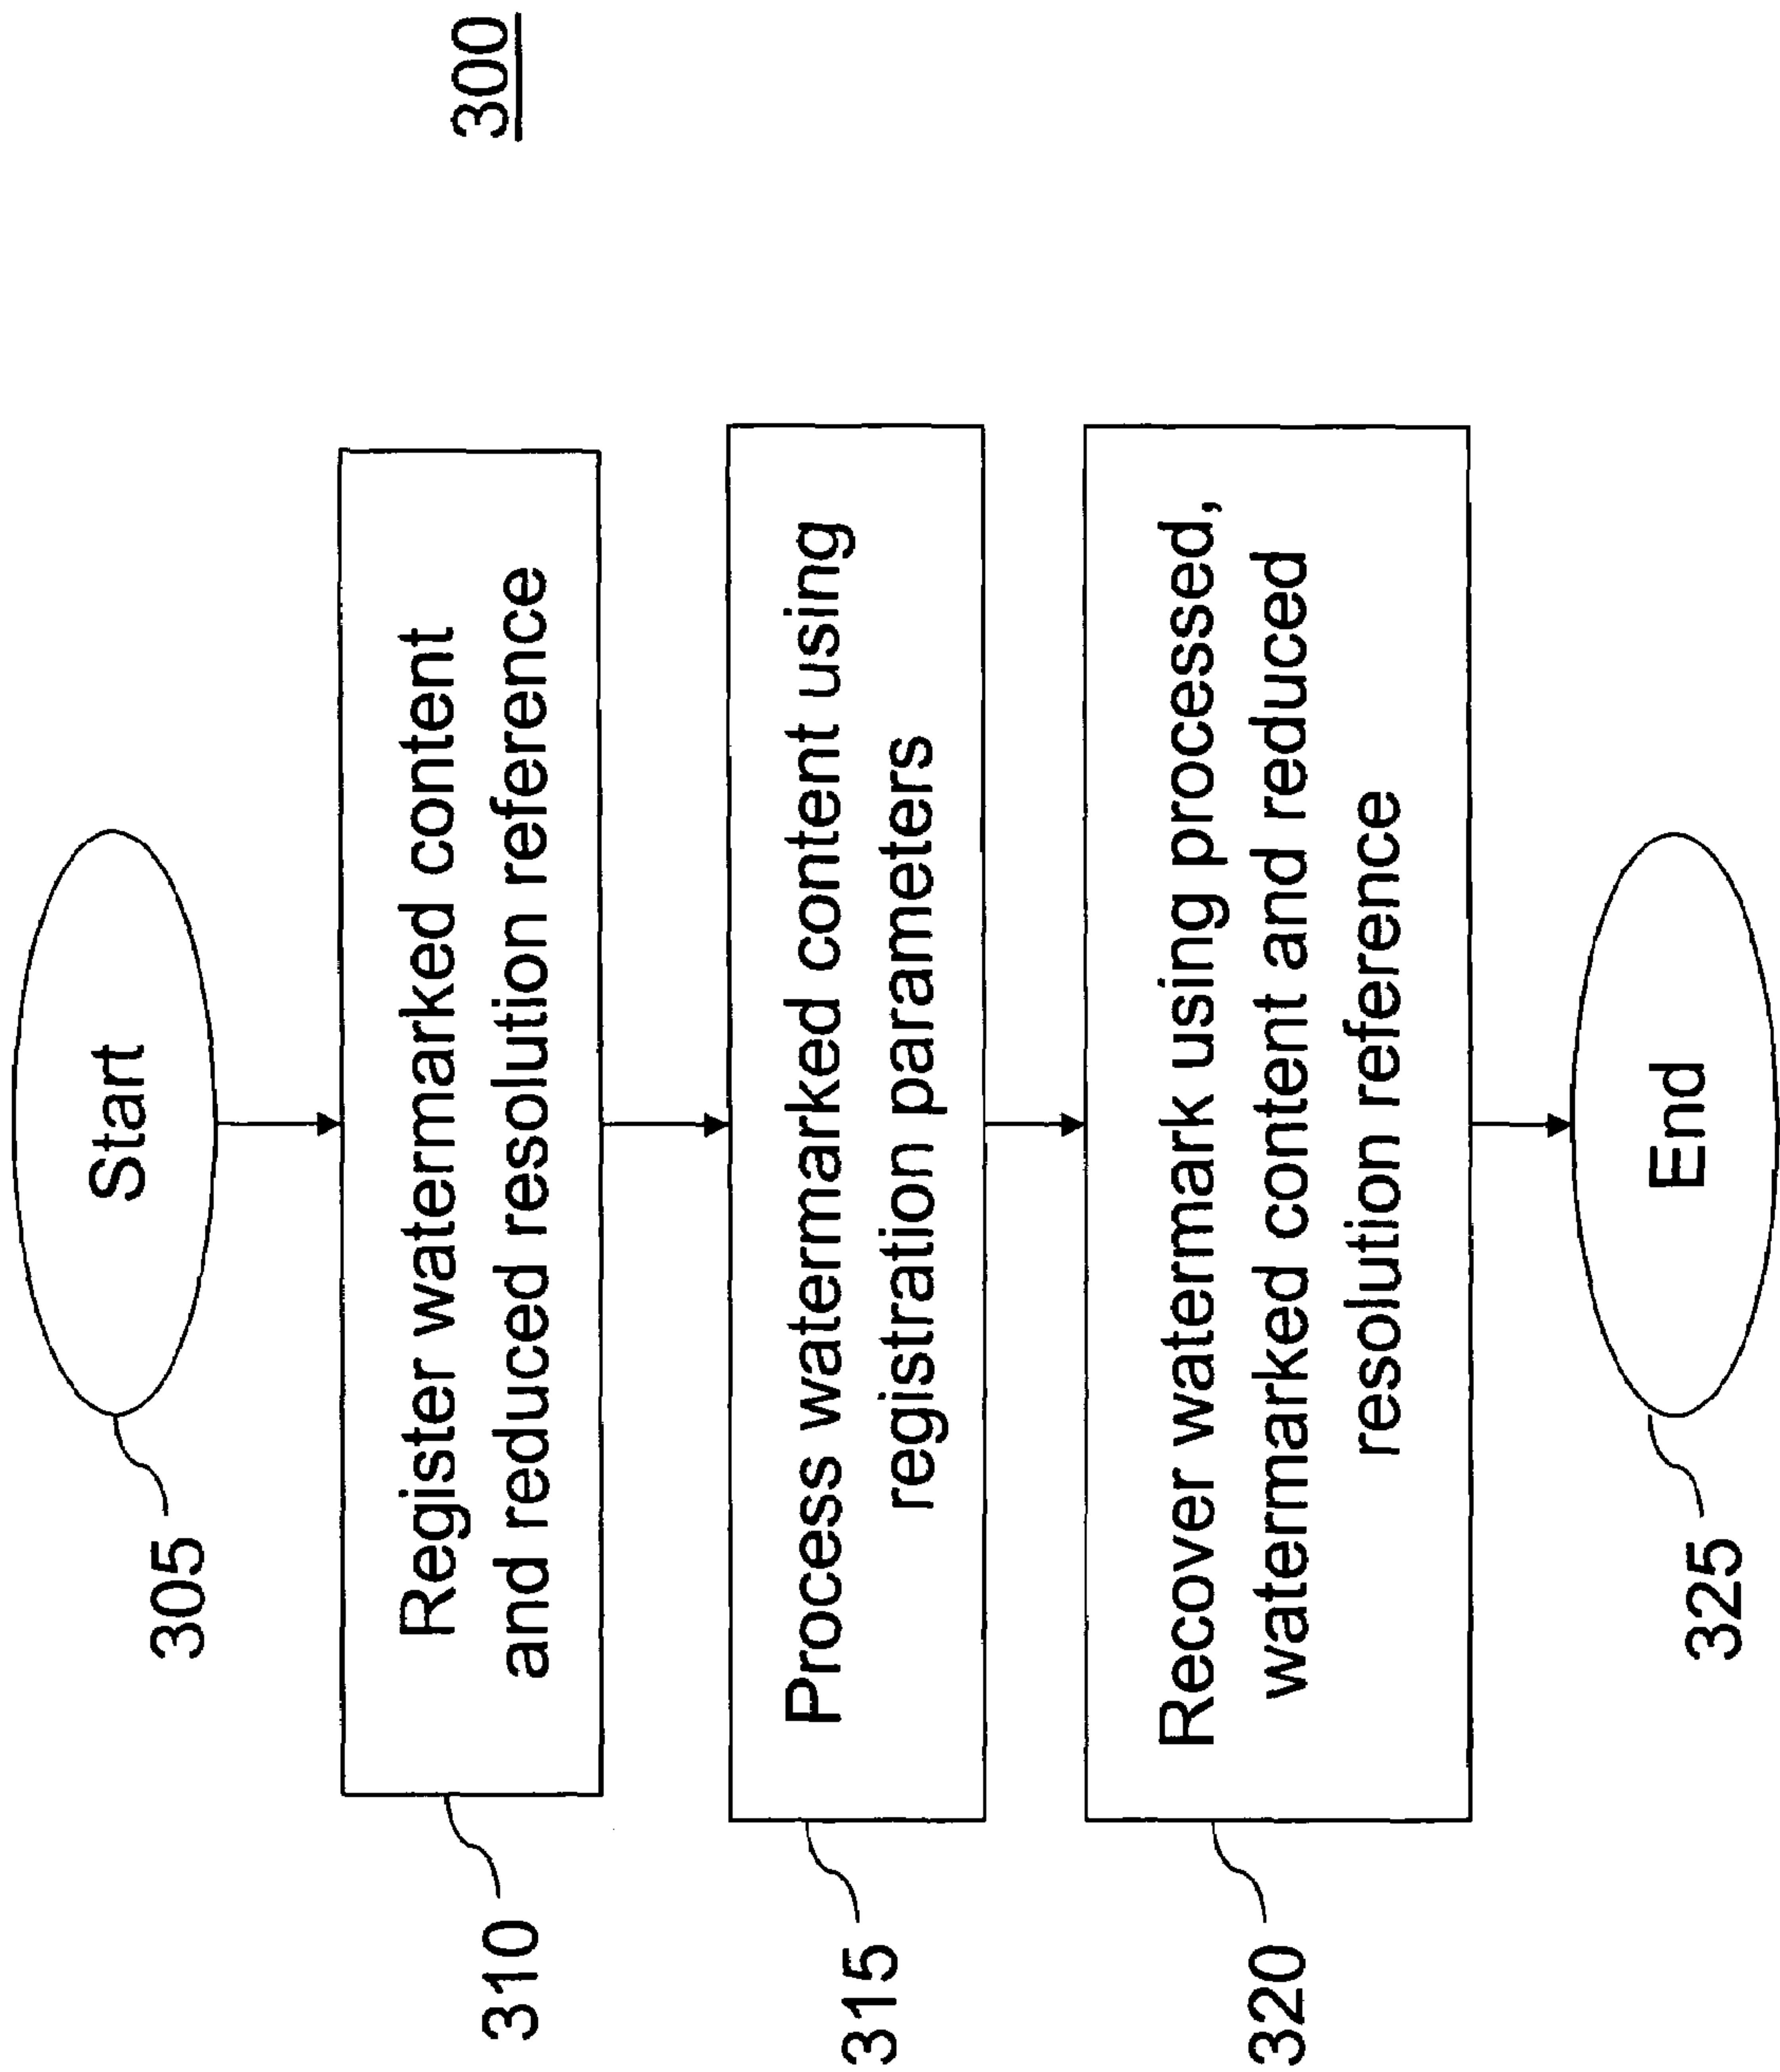 300
Start
305
Register watermarked content
and reduced resolution reference
310
Process watermarked content using
registration parameters
315
Recover watermark using processed,
watermarked content and reduced
resolution reference
320
End
325